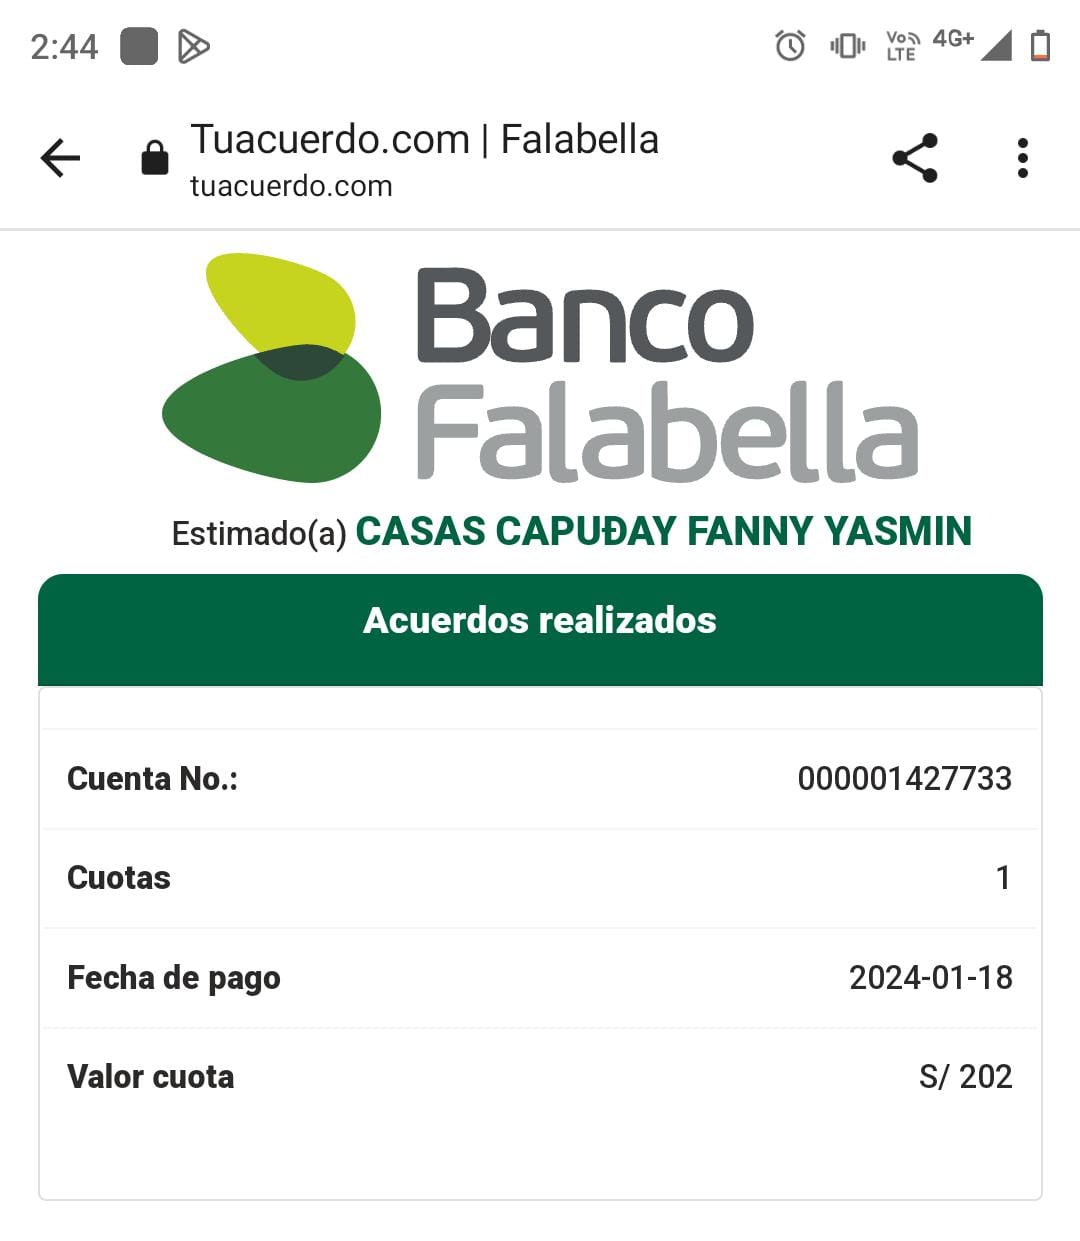 2:44
Vo LTE 4G+
Tuacuerdo.com | Falabella
tuacuerdo.com
Banco
Falabella
Estimado(a) CASAS CAPUĐAY FANNY YASMIN
Acuerdos realizados
Cuenta No.: 000001427733
Cuotas 1
Fecha de pago 2024-01-18
Valor cuota S/ 202